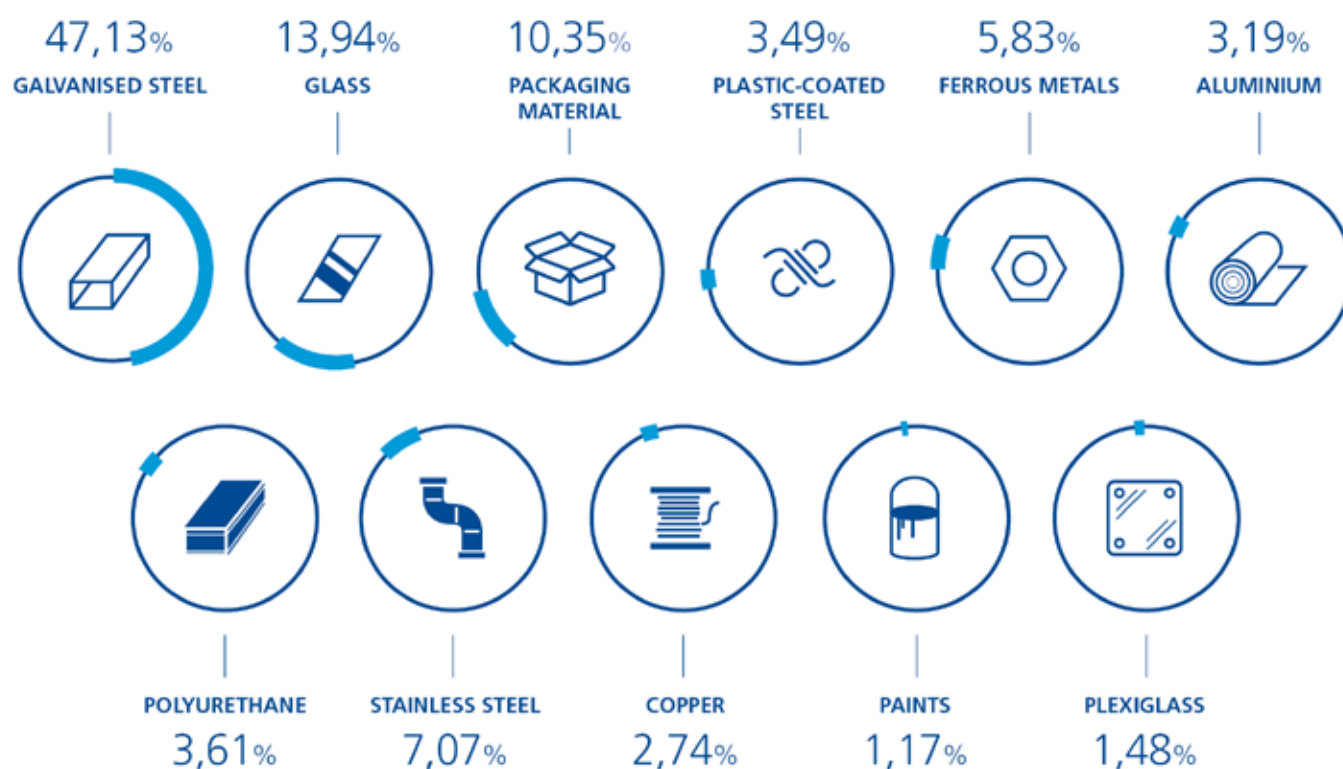 47,13% 13,94% 10,35% 3,49% 5,83% 3,19%
GALVANISED STEEL GLASS PACKAGING PLASTIC-COATED FERROUS METALS ALUMINIUM
MATERIAL STEEL
POLYURETHANE STAINLESS STEEL COPPER PAINTS PLEXIGLASS
3,61% 7,07% 2,74% 1,17% 1,48%